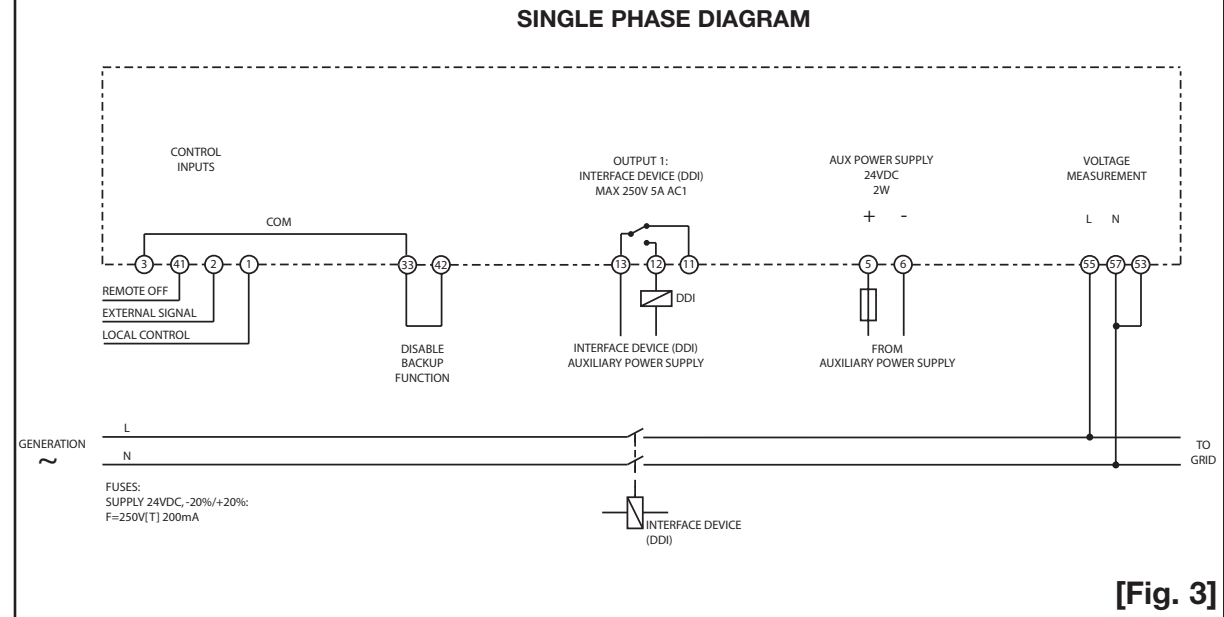 SINGLE PHASE DIAGRAM
CONTROL
INPUTS
OUTPUT 1:
INTERFACE DEVICE (DDI)
MAX 250V 5A AC1
AUX POWER SUPPLY
24VDC
2W
+ -
VOLTAGE
MEASUREMENT
L N
COM
3 41 2 1 33 42 13 12 11 5 6 55 57 53
REMOTE OFF
EXTERNAL SIGNAL
LOCAL CONTROL
DISABLE
BACKUP
FUNCTION
DDI
INTERFACE DEVICE (DDI)
AUXILIARY POWER SUPPLY
FROM
AUXILIARY POWER SUPPLY
GENERATION
~
L
N
TO
GRID
FUSES:
SUPPLY 24VDC, -20%/+20%:
F=250V[T] 200mA
INTERFACE DEVICE
(DDI)
[Fig. 3]